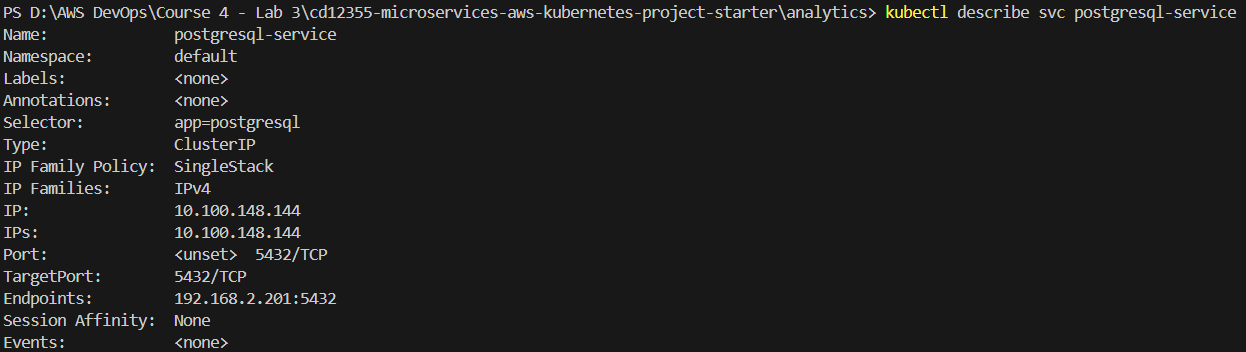 PS D:\AWS DevOps\Course 4 - Lab 3\cd12355-microservices-aws-kubernetes-project-starter\analytics> kubectl describe svc postgresql-service
Name:              postgresql-service
Namespace:         default
Labels:            <none>
Annotations:       <none>
Selector:          app=postgresql
Type:              ClusterIP
IP Family Policy:  SingleStack
IP Families:       IPv4
IP:                10.100.148.144
IPs:               10.100.148.144
Port:              <unset>  5432/TCP
TargetPort:        5432/TCP
Endpoints:         192.168.2.201:5432
Session Affinity:  None
Events:            <none>